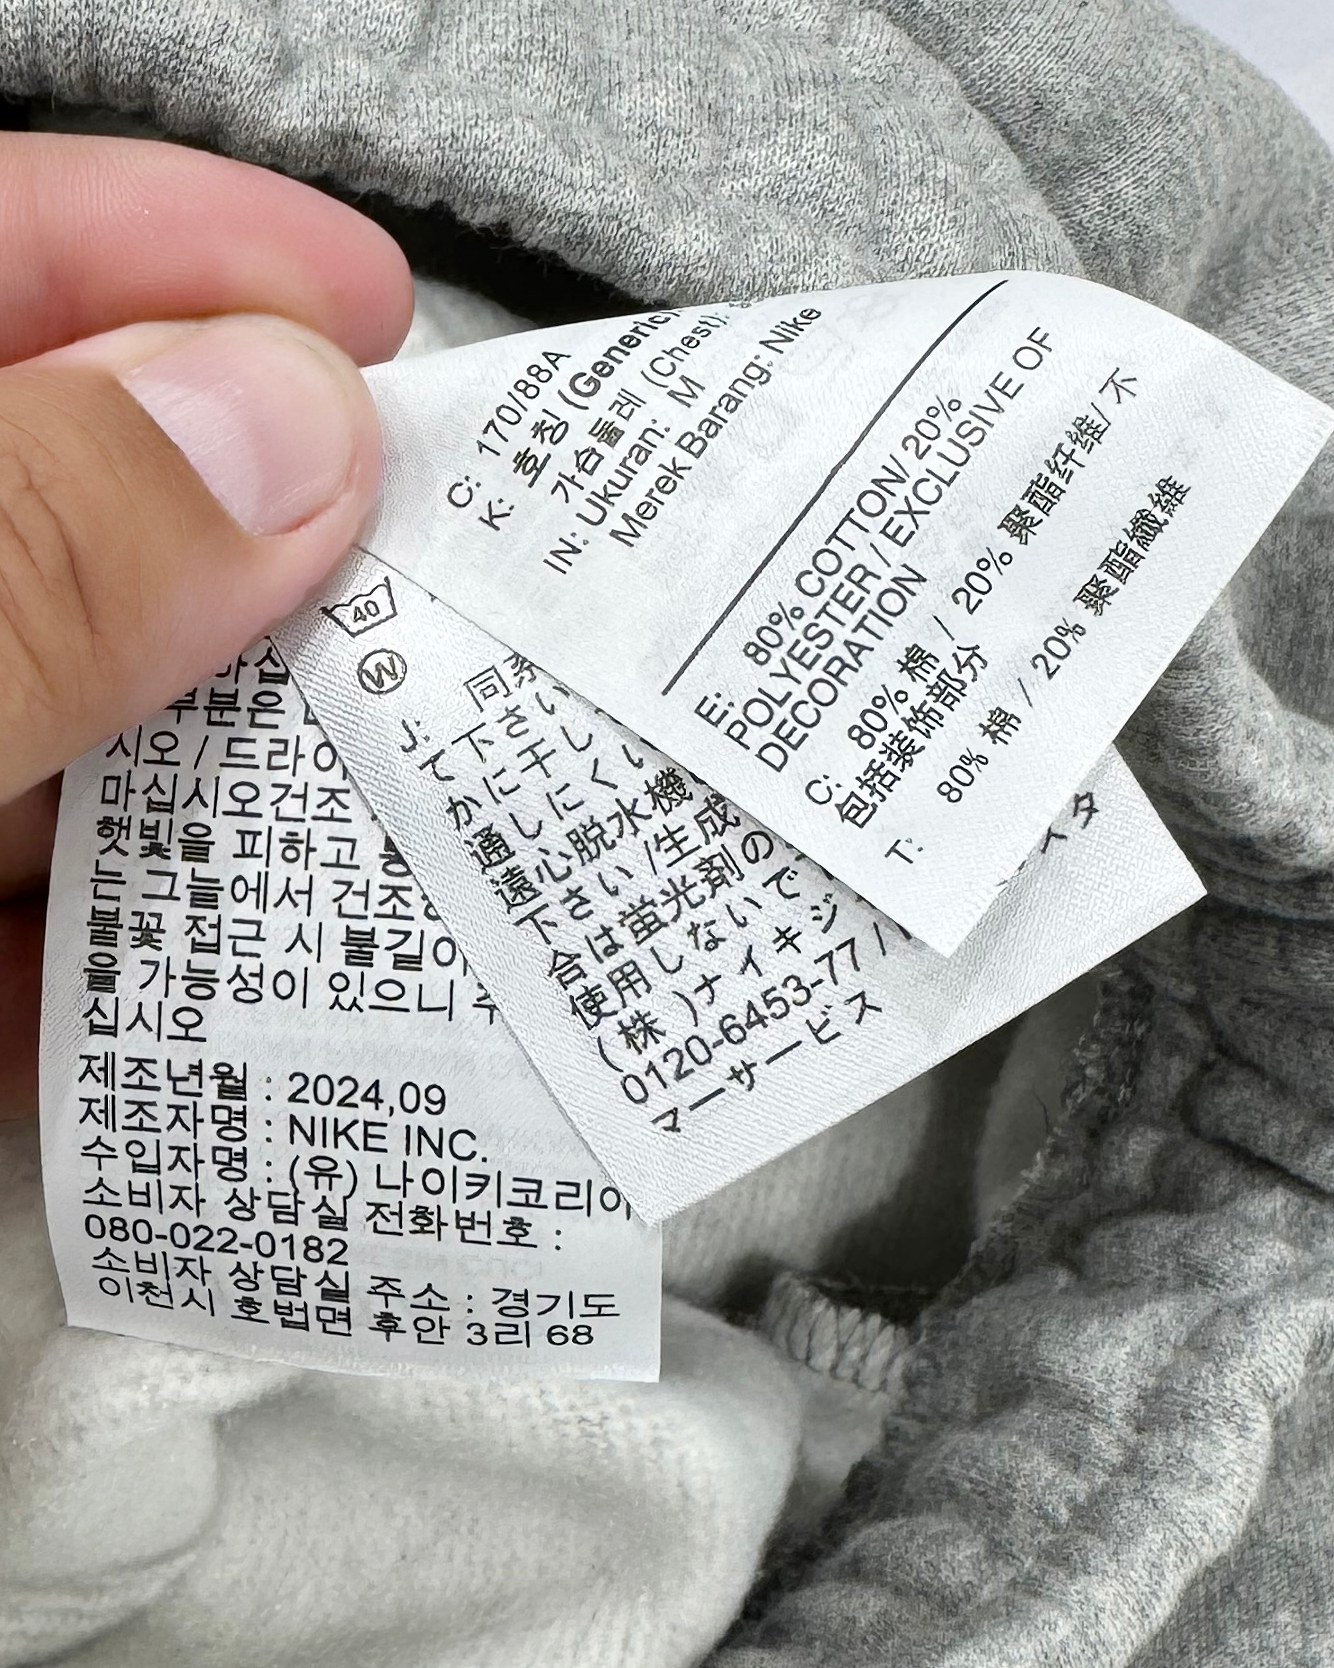 C: 170/88A
K: 호칭 (Generic)
가슴둘레 (Chest):
IN: Ukuran: M
Merek Barang: Nike
E: 80% COTTON/ 20%
POLYESTER / EXCLUSIVE OF
DECORATION
C: 80% 棉 / 20% 聚酯纤维/ 不
包括装饰部分
T: 80% 棉 / 20% 聚酯纖維
40
W
J: 同系
て下さい
かに干し
通しにくい
遠心脱水機
下さい/生成
合は蛍光剤の
使用しないで
(株)ナイキジ
0120-6453-77 /
マーサービス
スタ
마십
부분은
시오 / 드라이
마십시오건조
햇빛을 피하고
는 그늘에서 건조
불꽃 접근 시 불길이
을 가능성이 있으니 주
십시오
제조년월 : 2024,09
제조자명 : NIKE INC.
수입자명 : (유) 나이키코리아
소비자 상담실 전화번호 :
080-022-0182
소비자 상담실 주소 : 경기도
이천시 호법면 후안 3리 68